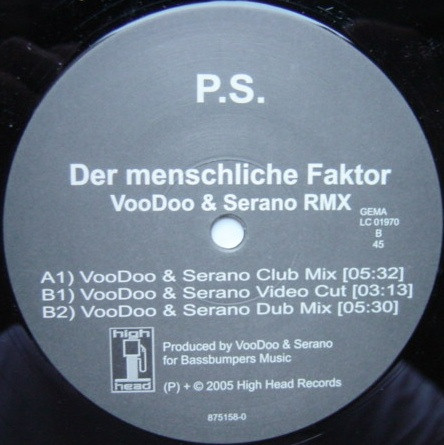 P.S.
Der menschliche Faktor
VooDoo & Serano RMX
GEMA
LC 01970
B
45
A1) VooDoo & Serano Club Mix [05:32]
B1) VooDoo & Serano Video Cut [03:13]
B2) VooDoo & Serano Dub Mix [05:30]
high
head
Produced by VooDoo & Serano
for Bassbumpers Music
(P) + © 2005 High Head Records
875158-0